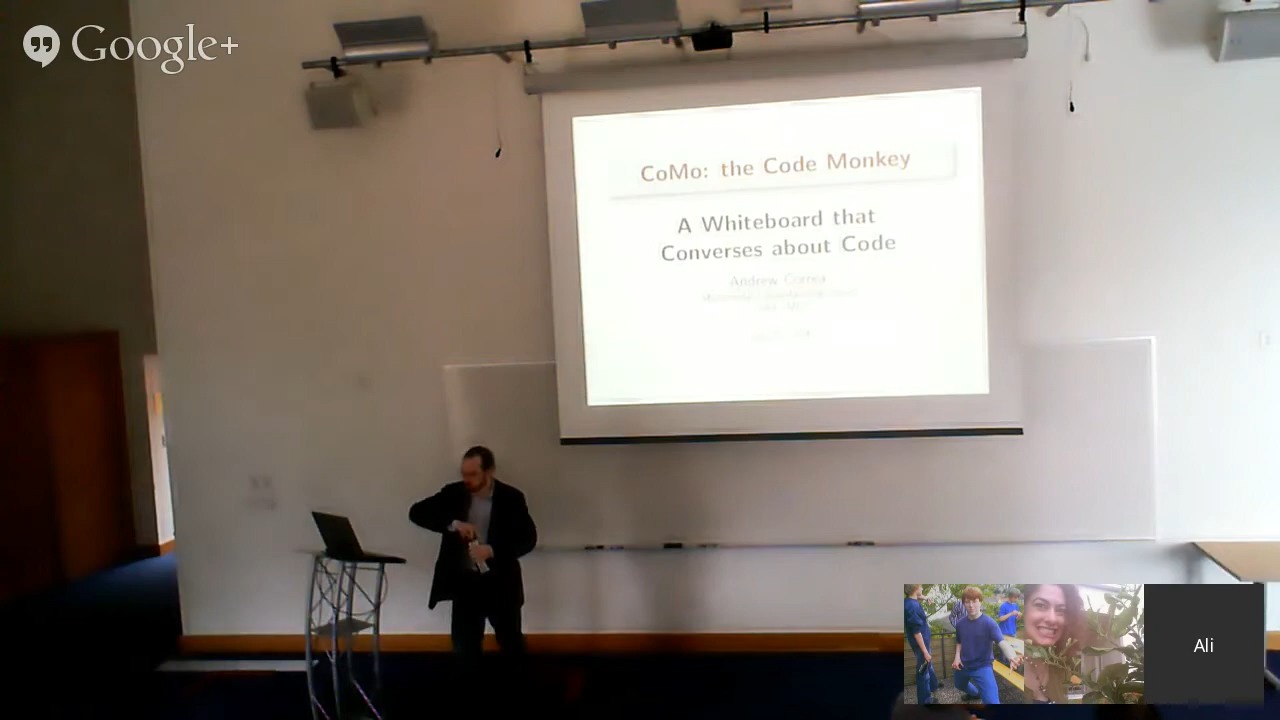 Google+
CoMo: the Code Monkey
A Whiteboard that
Converses about Code
Andrew Correa
Ali